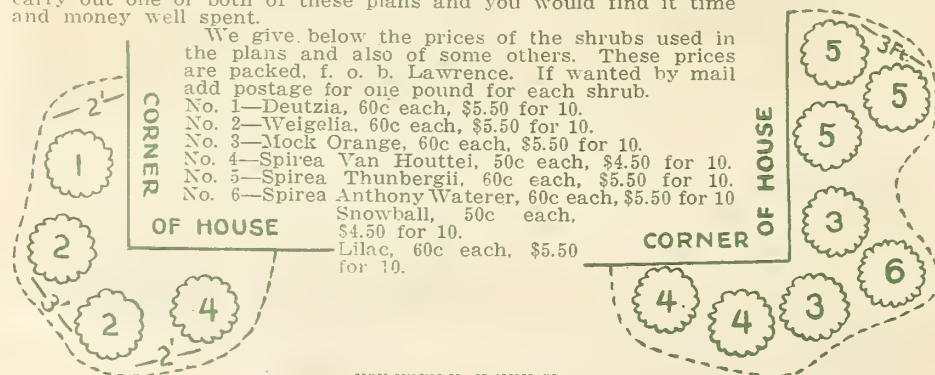 carry out one or both of these plans and you would find it time
and money well spent.
We give below the prices of the shrubs used in
the plans and also of some others. These prices
are packed, f. o. b. Lawrence. If wanted by mail
add postage for one pound for each shrub.
No. 1—Deutzia, 60c each, $5.50 for 10.
No. 2—Weigelia, 60c each, $5.50 for 10.
No. 3—Mock Orange, 60c each, $5.50 for 10.
No. 4—Spirea Van Houttei, 50c each, $4.50 for 10.
No. 5—Spirea Thunbergii, 60c each, $5.50 for 10.
No. 6—Spirea Anthony Waterer, 60c each, $5.50 for 10
Snowball, 50c each,
$4.50 for 10.
Lilac, 60c each, $5.50
for 10.
2'
CORNER
OF HOUSE
1
2
3'
2
2'
4
5
3Ft.
5
5
OF HOUSE
CORNER
3
6
4
4
3